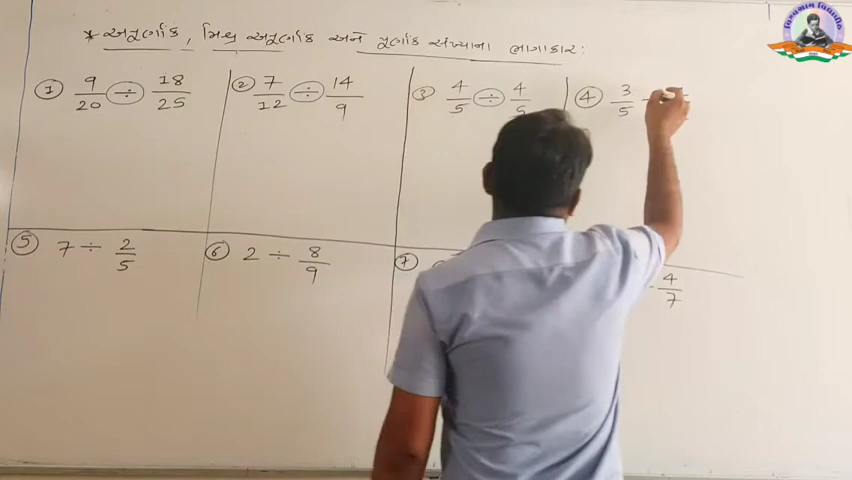 * અપૂર્ણાંક, મિશ્ર અપૂર્ણાંક અને પૂર્ણાંક સંખ્યાના ભાગાકાર:
① 9/20 ÷ 18/25
② 7/12 ÷ 14/9
③ 4/5 ÷ 4/5
④ 3/5
⑤ 7 ÷ 2/5
⑥ 2 ÷ 8/9
⑦
4/7